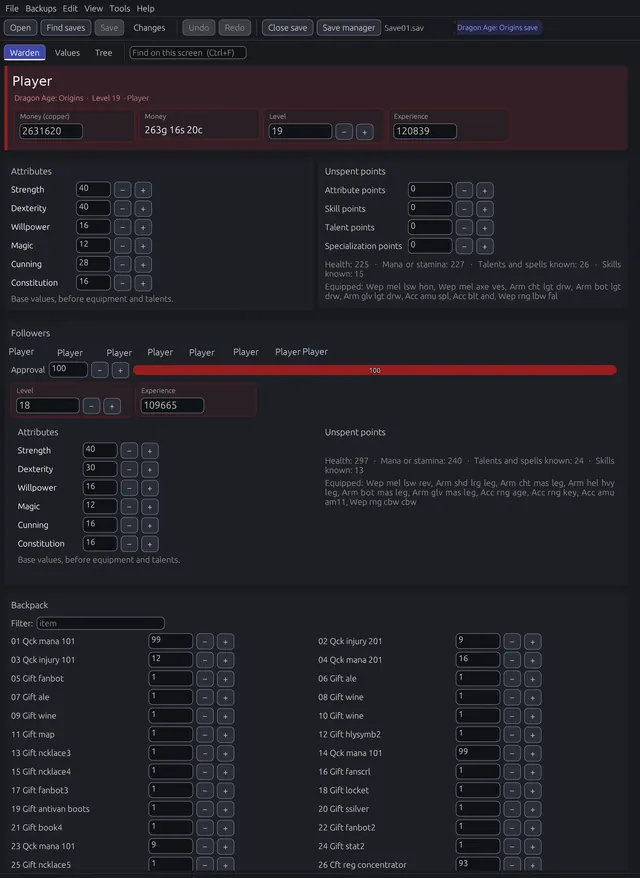 File Backups Edit View Tools Help
Open Find saves Save Changes Undo Redo Close save Save manager Save01.sav Dragon Age: Origins save
Warden Values Tree Find on this screen (Ctrl+F)
Player
Dragon Age: Origins · Level 19 · Player
Money (copper) Money Level Experience
2631620 263g 16s 20c 19 − + 120839
Attributes Unspent points
Strength 40 − + Attribute points 0 − +
Dexterity 40 − + Skill points 0 − +
Willpower 16 − + Talent points 0 − +
Magic 12 − + Specialization points 0 − +
Cunning 28 − + Health: 225 · Mana or stamina: 227 · Talents and spells known: 26 · Skills
known: 15
Constitution 16 − + Equipped: Wep mel lsw hon, Wep mel axe ves, Arm cht lgt drw, Arm bot lgt
drw, Arm glv lgt drw, Acc amu spl, Acc blt and, Wep rng lbw fal
Base values, before equipment and talents.
Followers
Player Player Player Player Player Player Player Player
Approval 100 − + 100
Level Experience
18 − + 109665
Attributes Unspent points
Strength 40 − +
Dexterity 30 − + Health: 297 · Mana or stamina: 240 · Talents and spells known: 24 · Skills
known: 13
Willpower 16 − + Equipped: Wep mel lsw rev, Arm shd lrg leg, Arm cht mas leg, Arm hel hvy
leg, Arm bot mas leg, Arm glv mas leg, Acc rng age, Acc rng key, Acc amu
am11, Wep rng cbw cbw
Magic 12 − +
Cunning 16 − +
Constitution 16 − +
Base values, before equipment and talents.
Backpack
Filter: item
01 Qck mana 101 99 − + 02 Qck injury 201 9 − +
03 Qck injury 101 12 − + 04 Qck mana 201 16 − +
05 Gift fanbot 1 − + 06 Gift ale 1 − +
07 Gift ale 1 − + 08 Gift wine 1 − +
09 Gift wine 1 − + 10 Gift wine 1 − +
11 Gift map 1 − + 12 Gift hlysymb2 1 − +
13 Gift ncklace3 1 − + 14 Qck mana 101 99 − +
15 Gift ncklace4 1 − + 16 Gift fanscrl 1 − +
17 Gift fanbot3 1 − + 18 Gift locket 1 − +
19 Gift antivan boots 1 − + 20 Gift ssilver 1 − +
21 Gift book4 1 − + 22 Gift fanbot2 1 − +
23 Qck mana 101 9 − + 24 Gift stat2 1 − +
25 Gift ncklace5 1 − + 26 Cft reg concentrator 93 − +